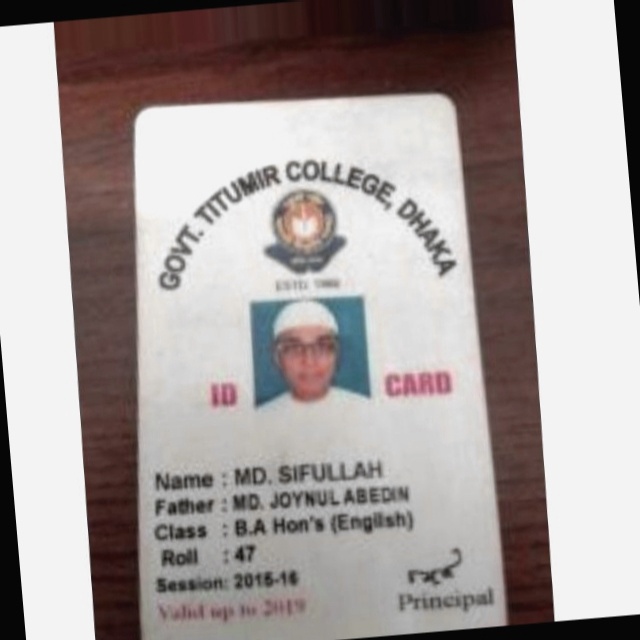 GOVT. TITUMIR COLLEGE, DHAKA
ESTD. 1968
ID CARD
Name : MD. SIFULLAH
Father : MD. JOYNUL ABEDIN
Class : B.A Hon's (English)
Roll : 47
Session: 2015-16
Valid up to 2019
Principal